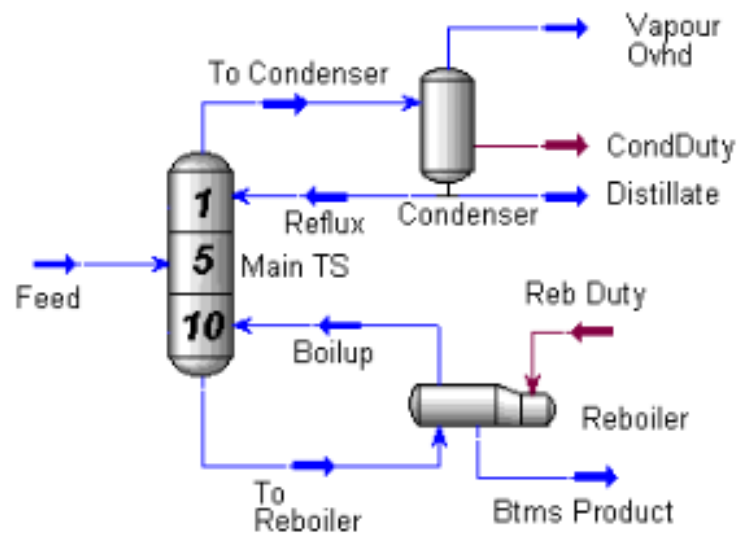 Vapour
Ovhd
To Condenser
CondDuty
1
Distillate
Reflux
Condenser
5
Main TS
Feed
Reb Duty
10
Boilup
Reboiler
To
Reboiler
Btms Product